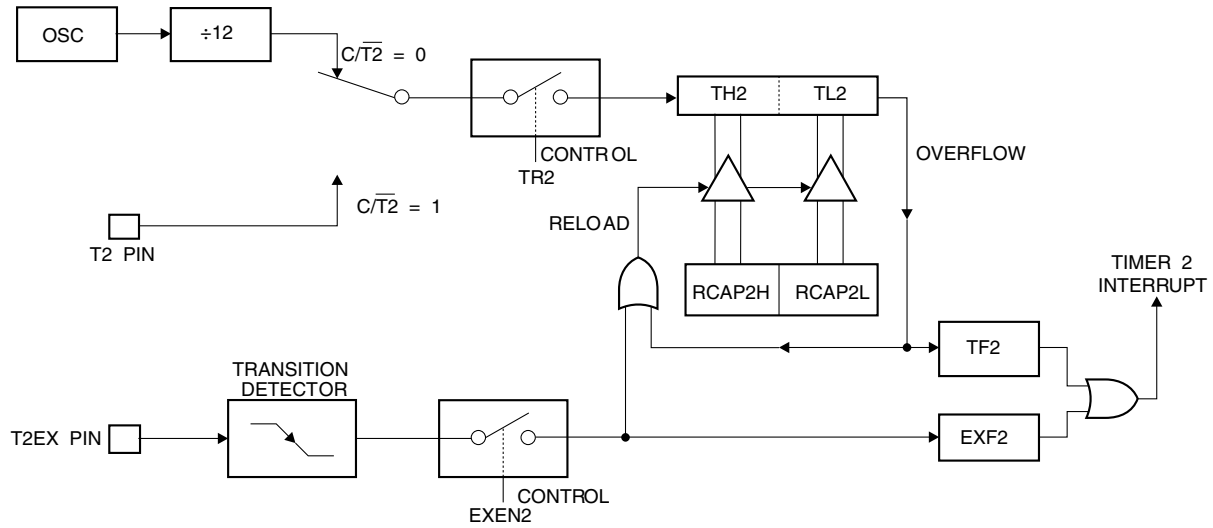 OSC
÷12
C/T2 = 0
TH2
TL2
CONTROL
TR2
OVERFLOW
C/T2 = 1
RELOAD
T2 PIN
RCAP2H
RCAP2L
TIMER 2
INTERRUPT
TF2
TRANSITION
DETECTOR
T2EX PIN
EXF2
CONTROL
EXEN2